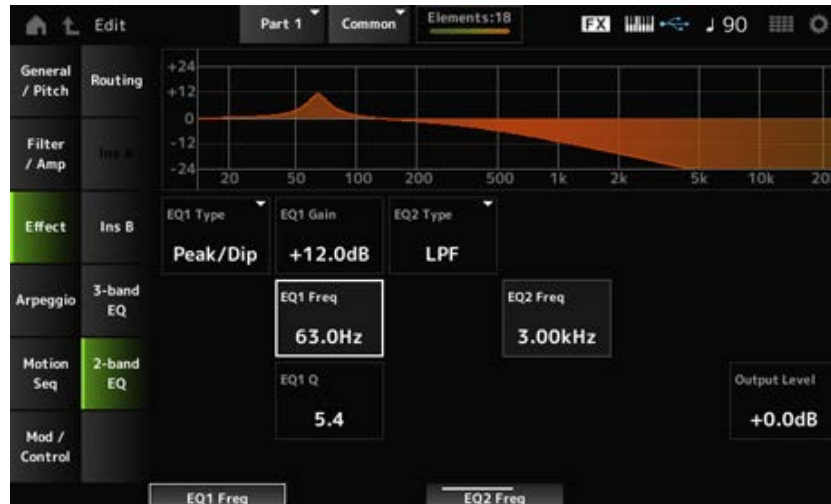 Edit
Part 1
Common
Elements:18
FX
90
General / Pitch
Routing
Filter / Amp
Ins A
Effect
Ins B
Arpeggio
3-band EQ
Motion Seq
2-band EQ
Mod / Control
+24
+12
0
-12
-24
20 50 100 200 500 1k 2k 5k 10k 20
EQ1 Type
Peak/Dip
EQ1 Gain
+12.0dB
EQ2 Type
LPF
EQ1 Freq
63.0Hz
EQ2 Freq
3.00kHz
EQ1 Q
5.4
Output Level
+0.0dB
EQ1 Freq
EQ2 Freq